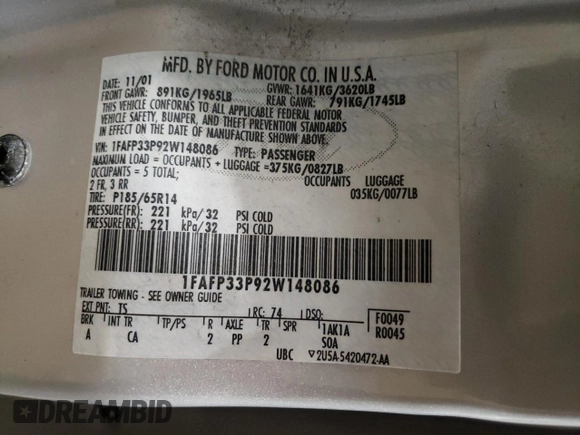 MFD. BY FORD MOTOR CO. IN U.S.A.
DATE: 11/01 GVWR: 1641KG/3620LB
FRONT GAWR: 891KG/1965LB REAR GAWR: 791KG/1745LB
THIS VEHICLE CONFORMS TO ALL APPLICABLE FEDERAL MOTOR
VEHICLE SAFETY, BUMPER, AND THEFT PREVENTION STANDARDS
IN EFFECT ON THE DATE OF MANUFACTURE SHOWN ABOVE.
VIN: 1FAFP33P92W148086 TYPE: PASSENGER
MAXIMUM LOAD = OCCUPANTS + LUGGAGE =375KG/0827LB
OCCUPANTS = 5 TOTAL; OCCUPANTS LUGGAGE
2 FR, 3 RR 035KG/0077LB
TIRE: P185/65R14
PRESSURE(FR): 221 kPa/32 PSI COLD
PRESSURE(RR): 221 kPa/32 PSI COLD
1FAFP33P92W148086
TRAILER TOWING - SEE OWNER GUIDE
EXT PNT: TS RC: 74 DSO: F0049
BRK INT TR TP/PS R AXLE TR SPR 1AK1A R0045
A CA 2 PP 2 SOA
UBC ▽2U5A-5420472-AA
DREAMBID